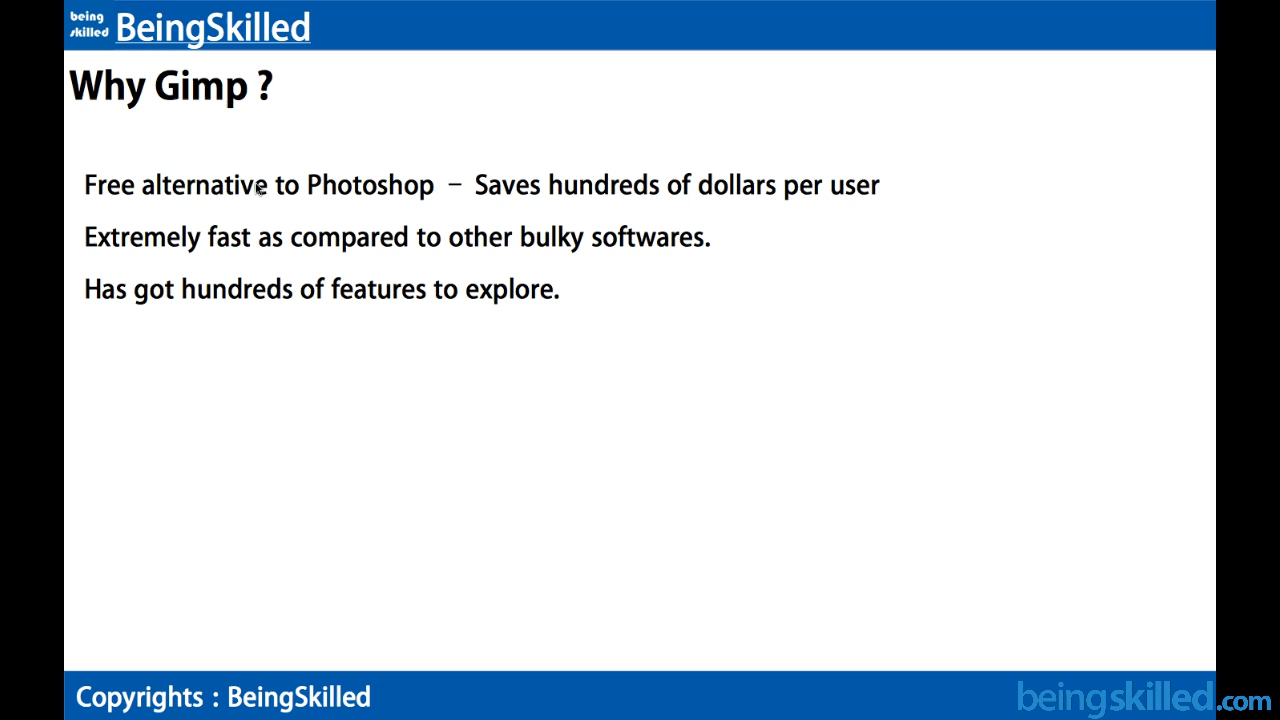 being
skilled
BeingSkilled
Why Gimp ?
Free alternative to Photoshop – Saves hundreds of dollars per user
Extremely fast as compared to other bulky softwares.
Has got hundreds of features to explore.
Copyrights : BeingSkilled
beingskilled.com